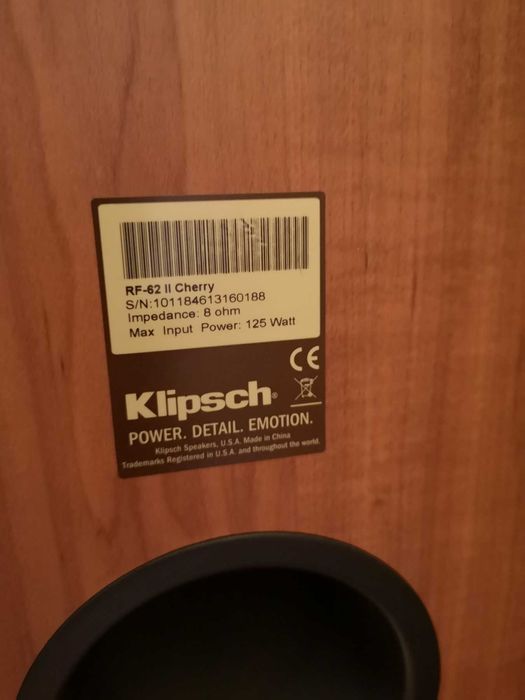 RF-62 II Cherry
S/N:101184613160188
Impedance: 8 ohm
Max Input Power: 125 Watt
CE
Klipsch®
POWER. DETAIL. EMOTION.
Klipsch Speakers, U.S.A. Made in China
Trademarks Registered in U.S.A. and throughout the world.